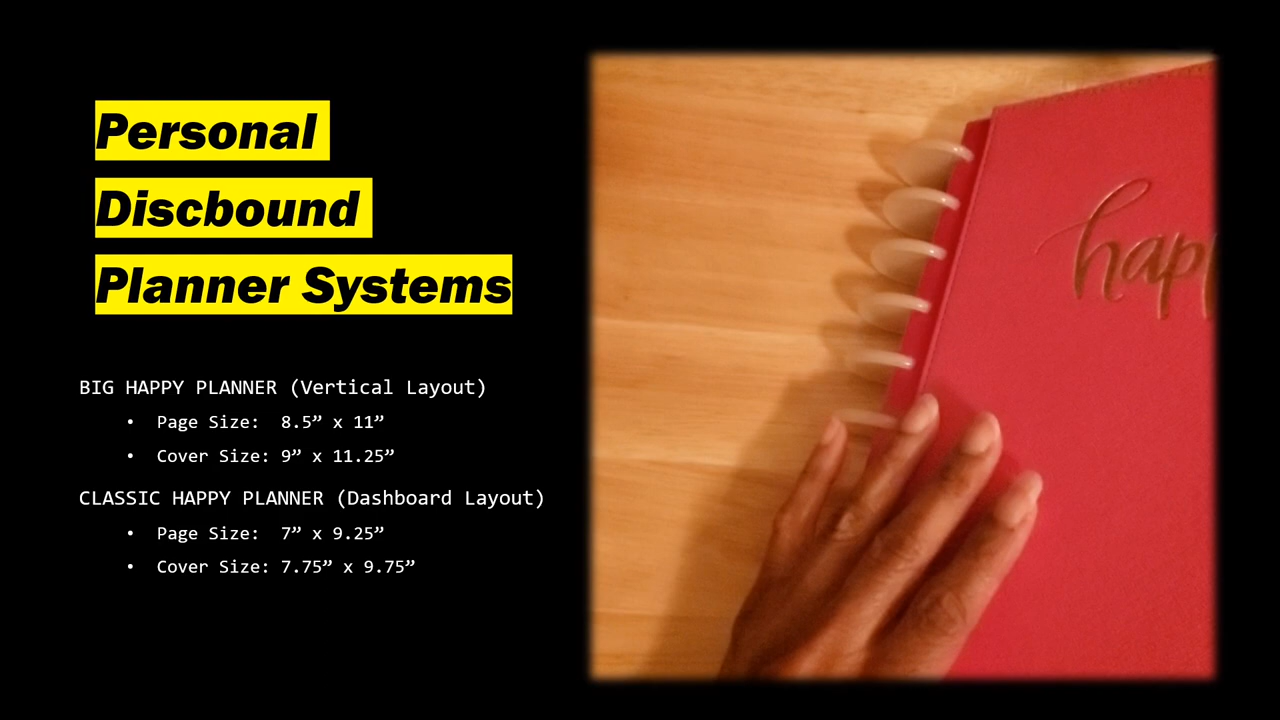 Personal
Discbound
Planner Systems
BIG HAPPY PLANNER (Vertical Layout)
• Page Size: 8.5” x 11”
• Cover Size: 9” x 11.25”
CLASSIC HAPPY PLANNER (Dashboard Layout)
• Page Size: 7” x 9.25”
• Cover Size: 7.75” x 9.75”
happ